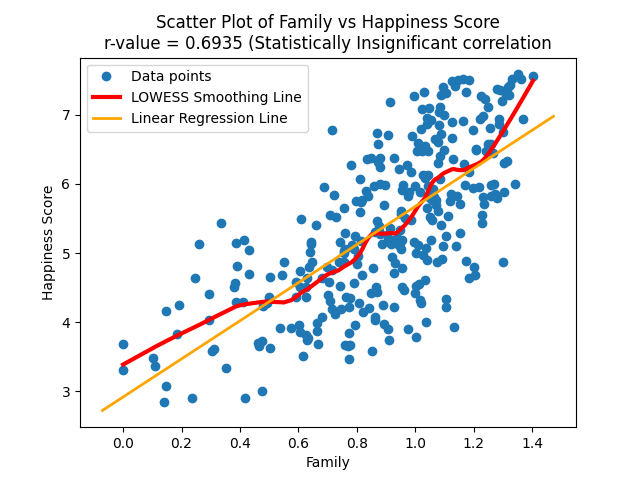 Scatter Plot of Family vs Happiness Score
r-value = 0.6935 (Statistically Insignificant correlation
Data points
LOWESS Smoothing Line
Linear Regression Line
7
6
5
4
3
Happiness Score
0.0 0.2 0.4 0.6 0.8 1.0 1.2 1.4
Family